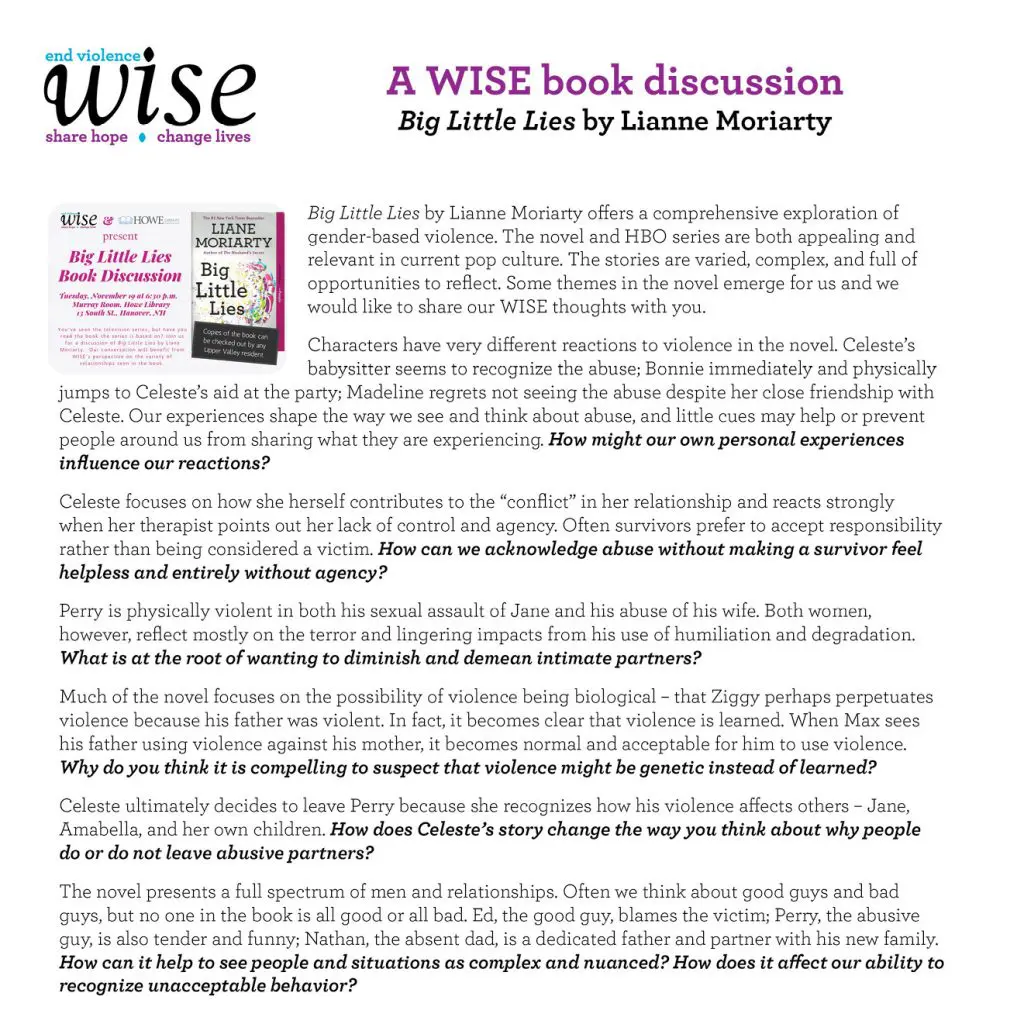 end violence
wise
share hope • change lives
A WISE book discussion
Big Little Lies by Lianne Moriarty
wise & HOWE
present
Big Little Lies
Book Discussion
Tuesday, November 19 at 6:30 p.m.
Murray Room, Howe Library
13 South St., Hanover, NH
You've seen the television series, but have you
read the book the series is based on? Join us
for a discussion of Big Little Lies by Liane
Moriarty. Our conversation will benefit from
WISE's perspective on the variety of
relationships seen in the book.
The #1 New York Times Bestseller
LIANE
MORIARTY
Author of The Husband's Secret
Big
Little
Lies
Copies of the book can
be checked out by any
Upper Valley resident
Big Little Lies by Lianne Moriarty offers a comprehensive exploration of
gender-based violence. The novel and HBO series are both appealing and
relevant in current pop culture. The stories are varied, complex, and full of
opportunities to reflect. Some themes in the novel emerge for us and we
would like to share our WISE thoughts with you.
Characters have very different reactions to violence in the novel. Celeste's
babysitter seems to recognize the abuse; Bonnie immediately and physically
jumps to Celeste's aid at the party; Madeline regrets not seeing the abuse despite her close friendship with
Celeste. Our experiences shape the way we see and think about abuse, and little cues may help or prevent
people around us from sharing what they are experiencing. How might our own personal experiences
influence our reactions?
Celeste focuses on how she herself contributes to the "conflict" in her relationship and reacts strongly
when her therapist points out her lack of control and agency. Often survivors prefer to accept responsibility
rather than being considered a victim. How can we acknowledge abuse without making a survivor feel
helpless and entirely without agency?
Perry is physically violent in both his sexual assault of Jane and his abuse of his wife. Both women,
however, reflect mostly on the terror and lingering impacts from his use of humiliation and degradation.
What is at the root of wanting to diminish and demean intimate partners?
Much of the novel focuses on the possibility of violence being biological – that Ziggy perhaps perpetuates
violence because his father was violent. In fact, it becomes clear that violence is learned. When Max sees
his father using violence against his mother, it becomes normal and acceptable for him to use violence.
Why do you think it is compelling to suspect that violence might be genetic instead of learned?
Celeste ultimately decides to leave Perry because she recognizes how his violence affects others – Jane,
Amabella, and her own children. How does Celeste's story change the way you think about why people
do or do not leave abusive partners?
The novel presents a full spectrum of men and relationships. Often we think about good guys and bad
guys, but no one in the book is all good or all bad. Ed, the good guy, blames the victim; Perry, the abusive
guy, is also tender and funny; Nathan, the absent dad, is a dedicated father and partner with his new family.
How can it help to see people and situations as complex and nuanced? How does it affect our ability to
recognize unacceptable behavior?